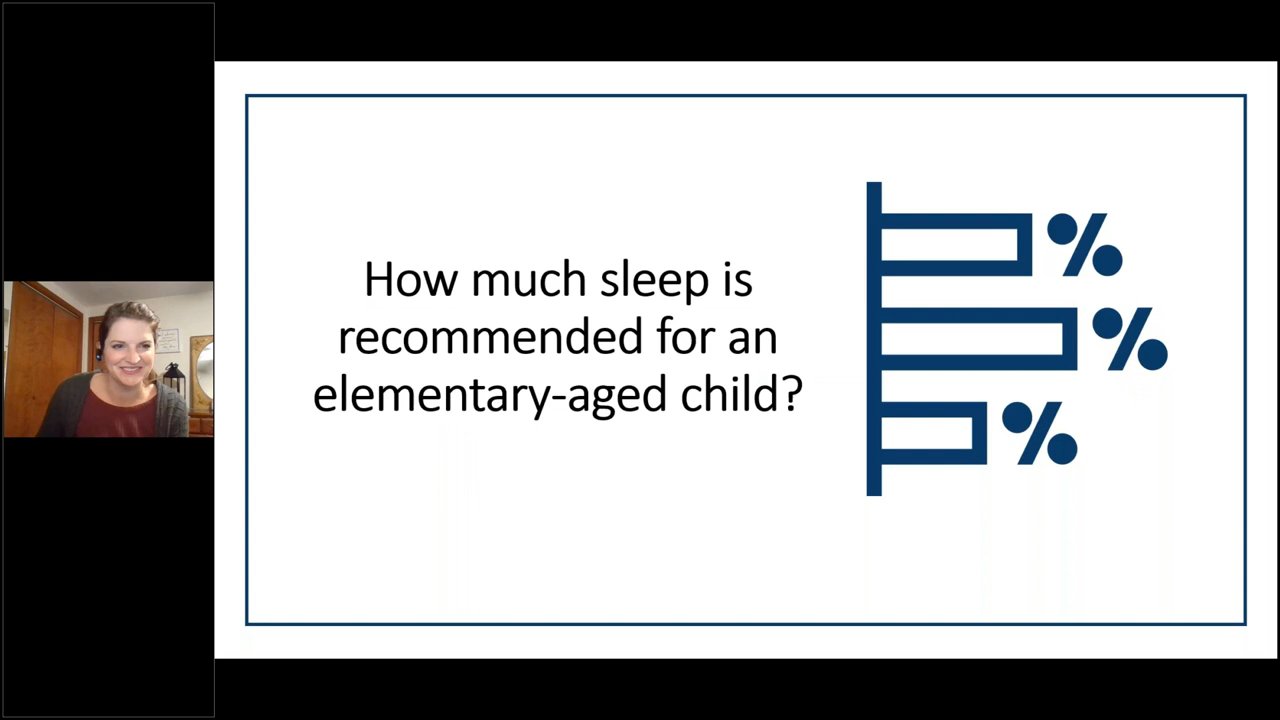 How much sleep is
recommended for an
elementary-aged child?
%
%
%